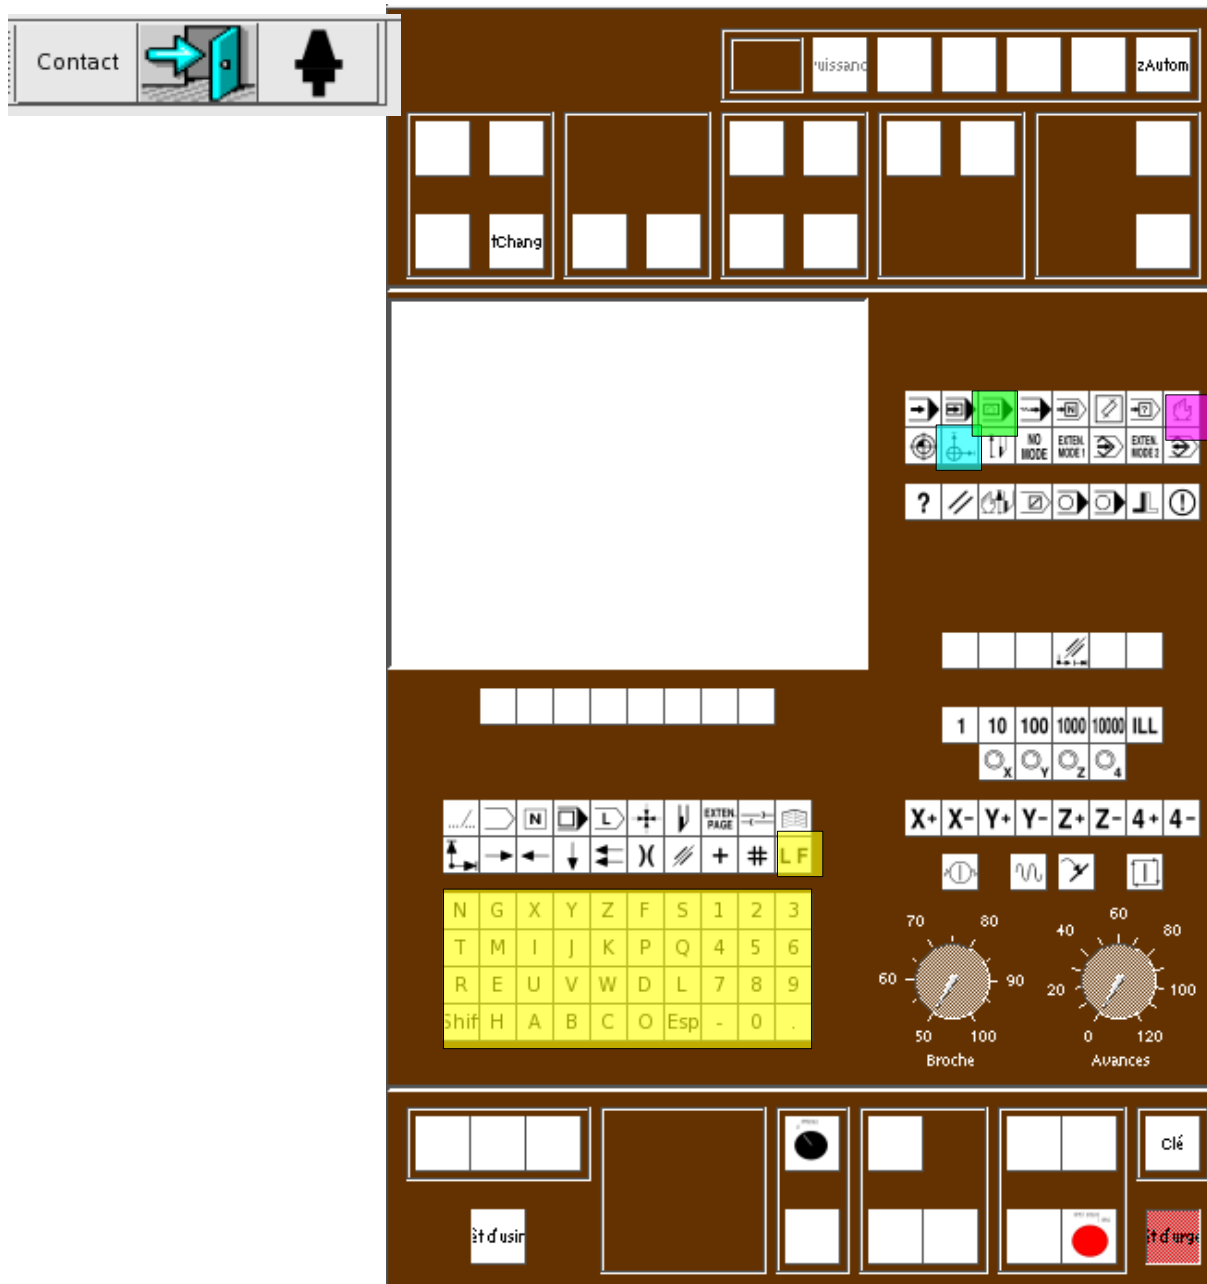 Contact
uissanc
zAutom
tChang
NO MODE
EXTEN. MODE 1
EXTEN. MODE 2
?
1 10 100 1000 10000 ILL
X Y Z 4
N L EXTEN. PAGE
X+ X- Y+ Y- Z+ Z- 4+ 4-
)( + # L F
N G X Y Z F S 1 2 3
T M I J K P Q 4 5 6
R E U V W D L 7 8 9
Shif H A B C O Esp - 0 .
70 80
60 90
50 100
Broche
60
40 80
20 100
0 120
Avances
Clé
êt d'usin
êt d'urge